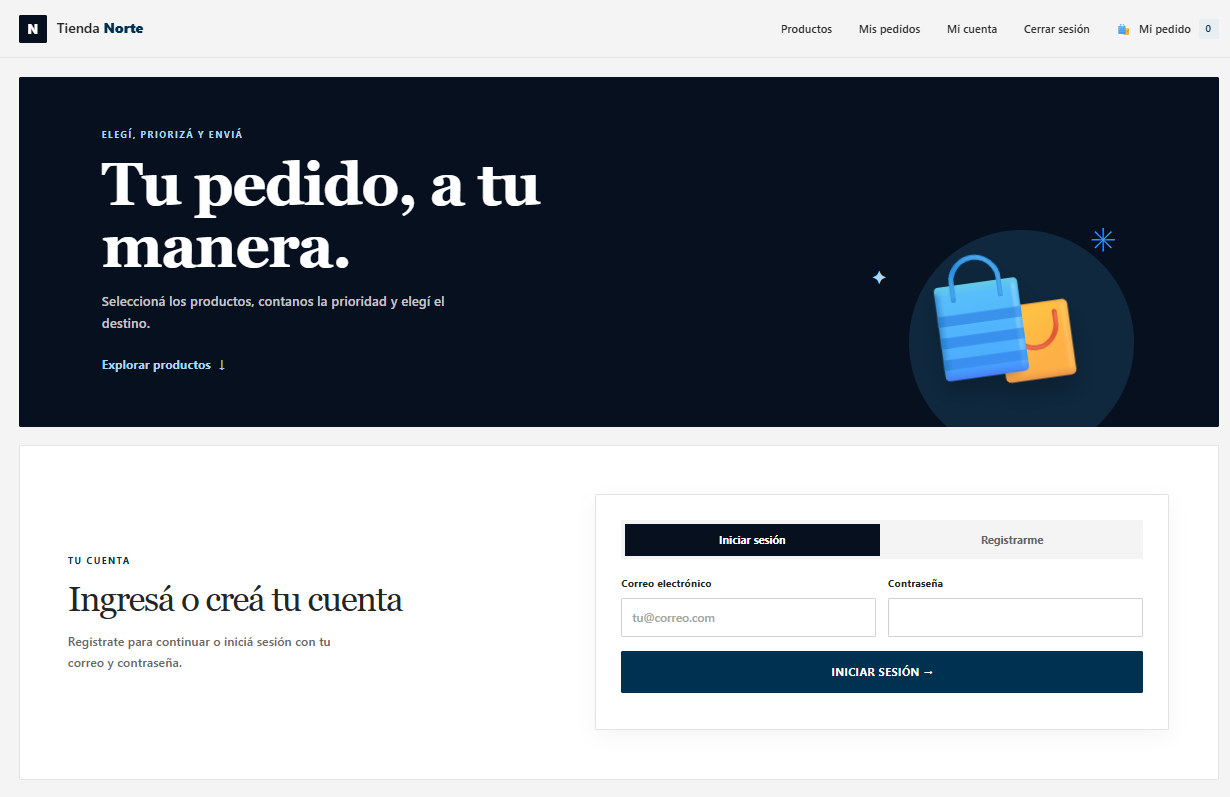 N Tienda Norte
Productos Mis pedidos Mi cuenta Cerrar sesión Mi pedido 0
ELEGÍ, PRIORIZÁ Y ENVIÁ
Tu pedido, a tu
manera.
Seleccioná los productos, contanos la prioridad y elegí el
destino.
Explorar productos ↓
TU CUENTA
Ingresá o creá tu cuenta
Registrate para continuar o iniciá sesión con tu
correo y contraseña.
Iniciar sesión Registrarme
Correo electrónico Contraseña
tu@correo.com
INICIAR SESIÓN →